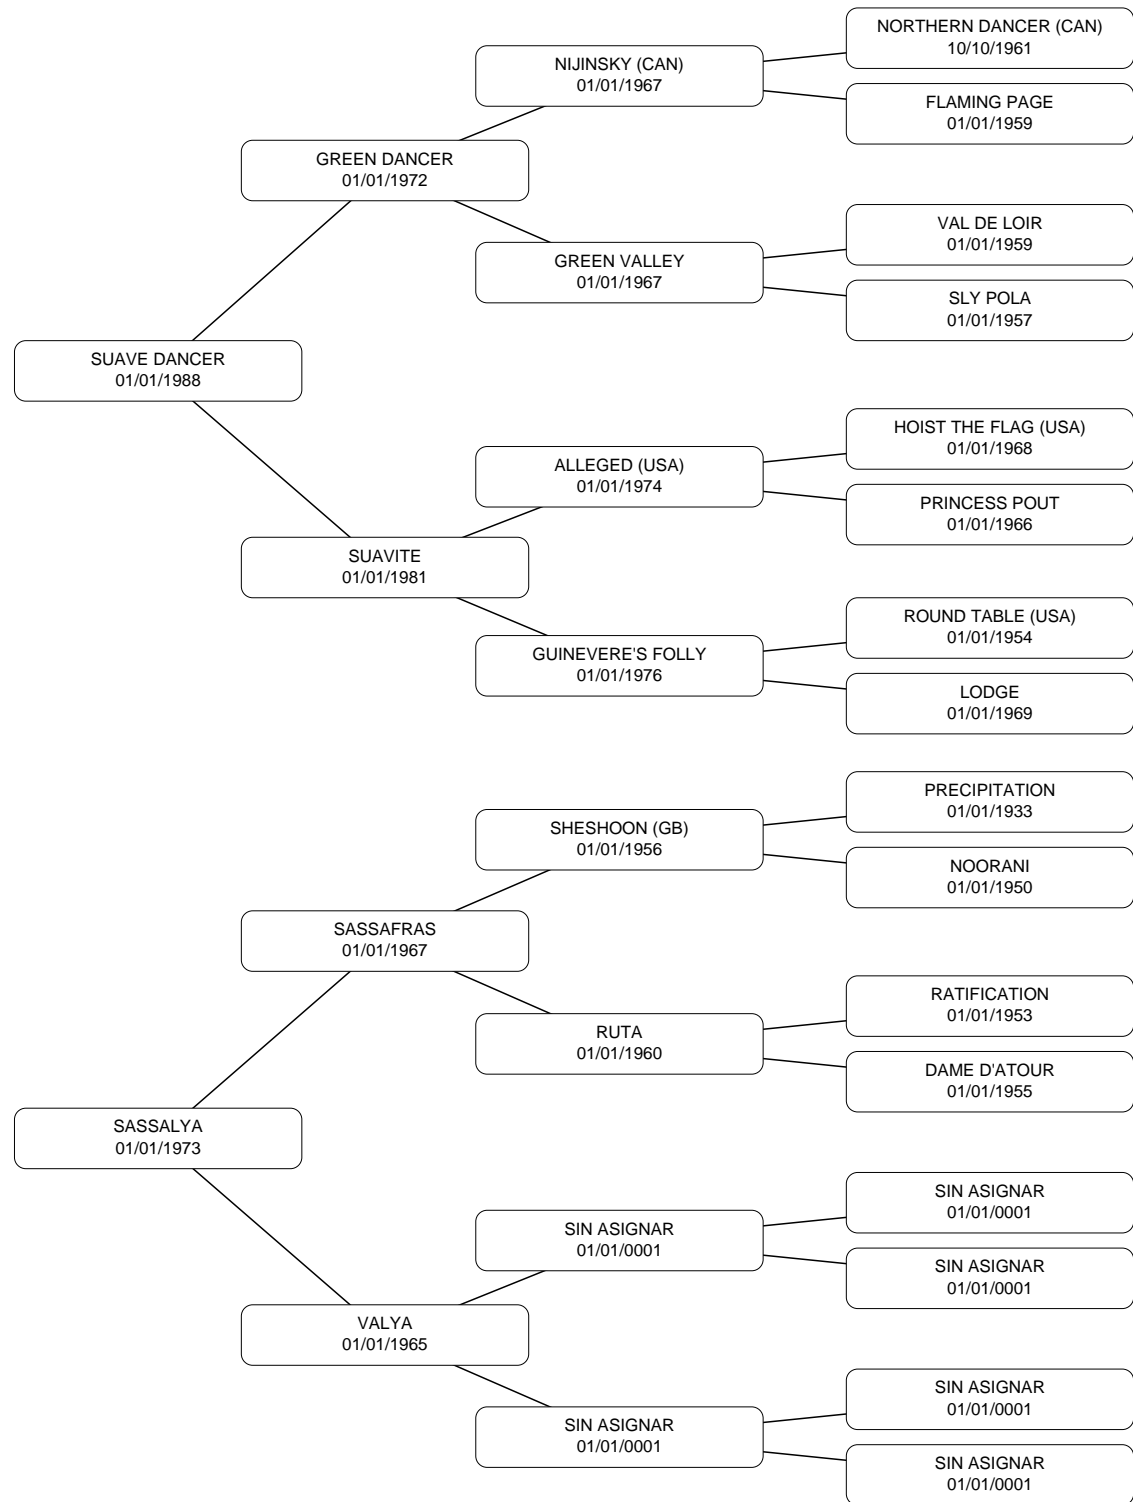 NORTHERN DANCER (CAN)
10/10/1961
NIJINSKY (CAN)
01/01/1967
FLAMING PAGE
01/01/1959
GREEN DANCER
01/01/1972
VAL DE LOIR
01/01/1959
GREEN VALLEY
01/01/1967
SLY POLA
01/01/1957
SUAVE DANCER
01/01/1988
HOIST THE FLAG (USA)
01/01/1968
ALLEGED (USA)
01/01/1974
PRINCESS POUT
01/01/1966
SUAVITE
01/01/1981
ROUND TABLE (USA)
01/01/1954
GUINEVERE'S FOLLY
01/01/1976
LODGE
01/01/1969
PRECIPITATION
01/01/1933
SHESHOON (GB)
01/01/1956
NOORANI
01/01/1950
SASSAFRAS
01/01/1967
RATIFICATION
01/01/1953
RUTA
01/01/1960
DAME D'ATOUR
01/01/1955
SASSALYA
01/01/1973
SIN ASIGNAR
01/01/0001
SIN ASIGNAR
01/01/0001
SIN ASIGNAR
01/01/0001
VALYA
01/01/1965
SIN ASIGNAR
01/01/0001
SIN ASIGNAR
01/01/0001
SIN ASIGNAR
01/01/0001